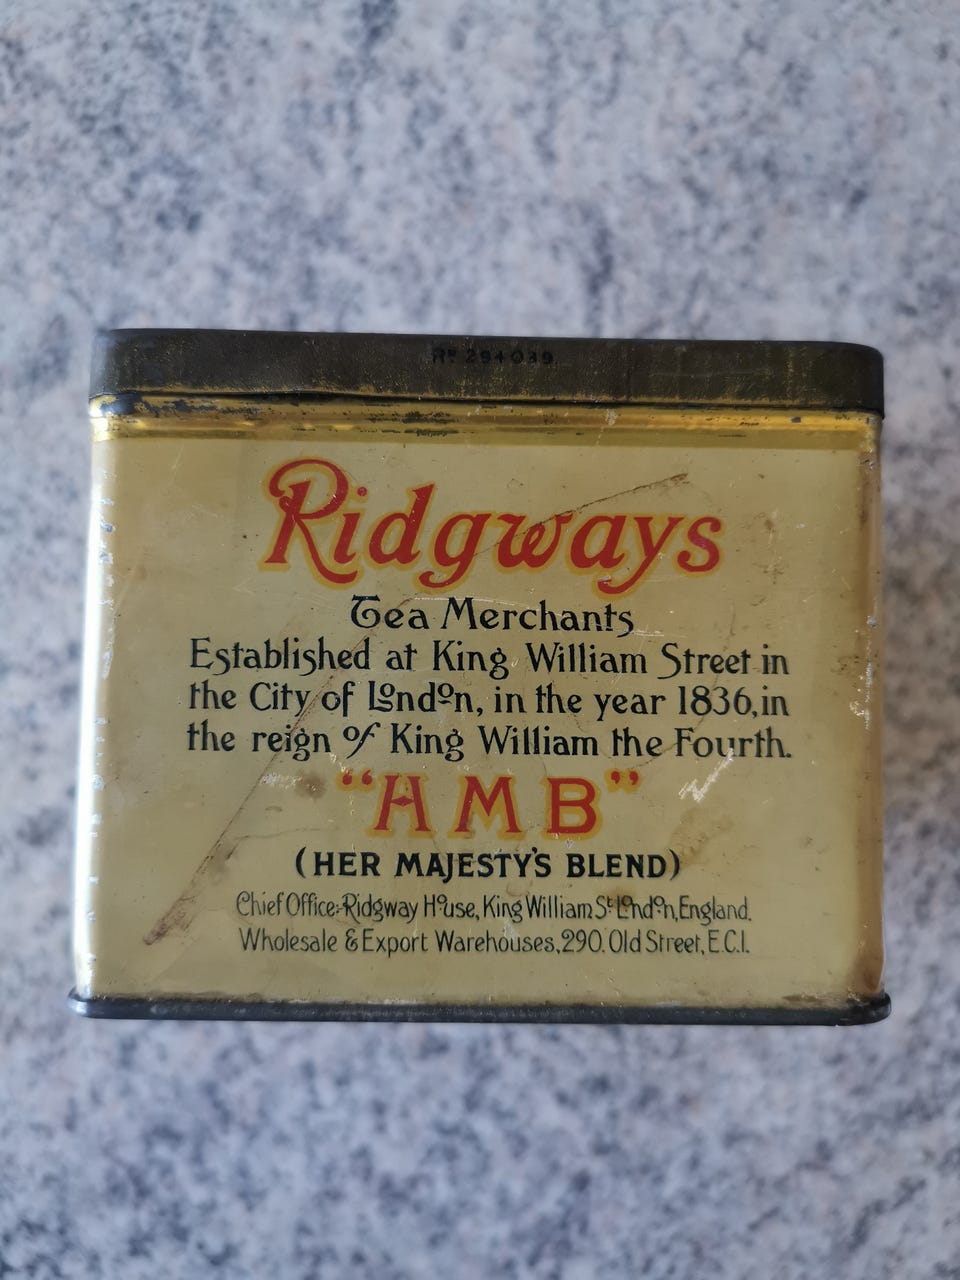 Rᴰ 294039
Ridgways
Tea Merchants
Established at King William Street in
the City of London, in the year 1836, in
the reign of King William the Fourth.
"HMB"
(HER MAJESTY'S BLEND)
Chief Office:-Ridgway House, King William Sᵗ London, England.
Wholesale & Export Warehouses, 290. Old Street, E.C.1.